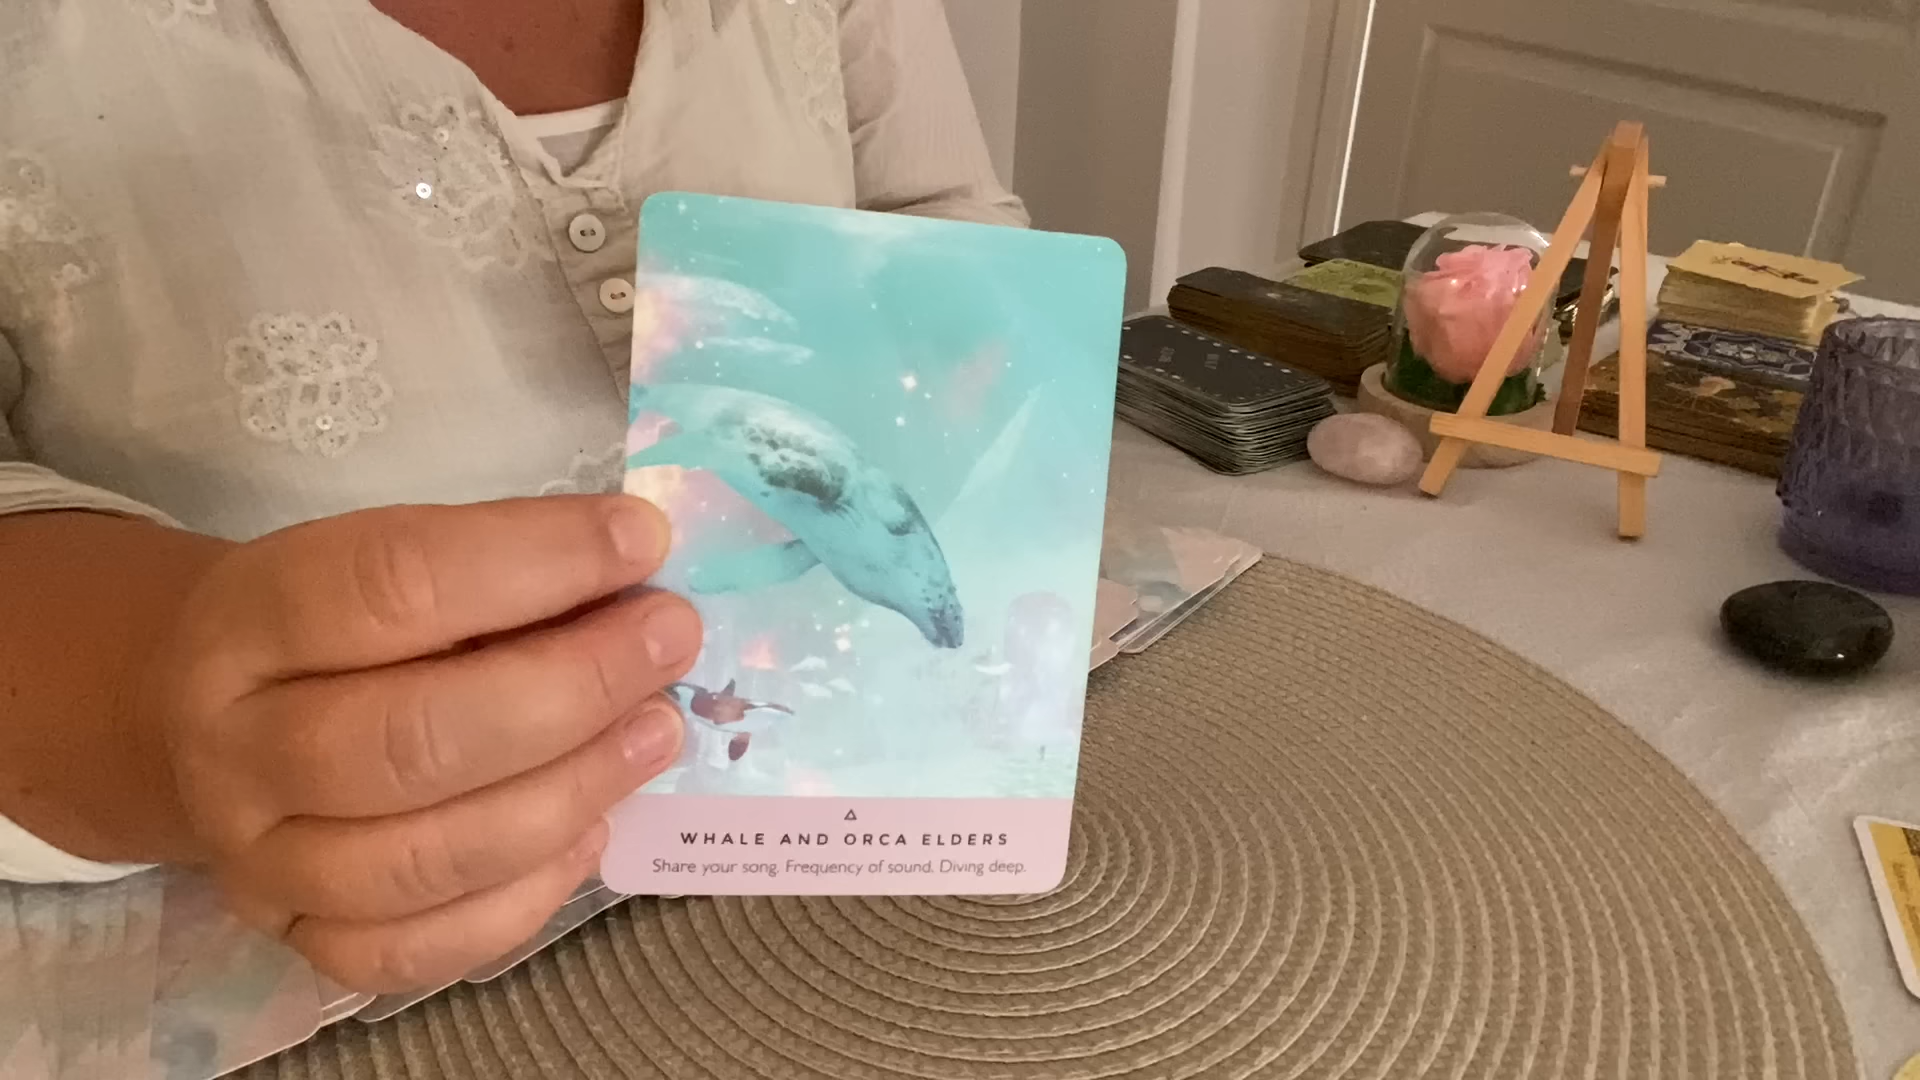 WHALE AND ORCA ELDERS
Share your song. Frequency of sound. Diving deep.